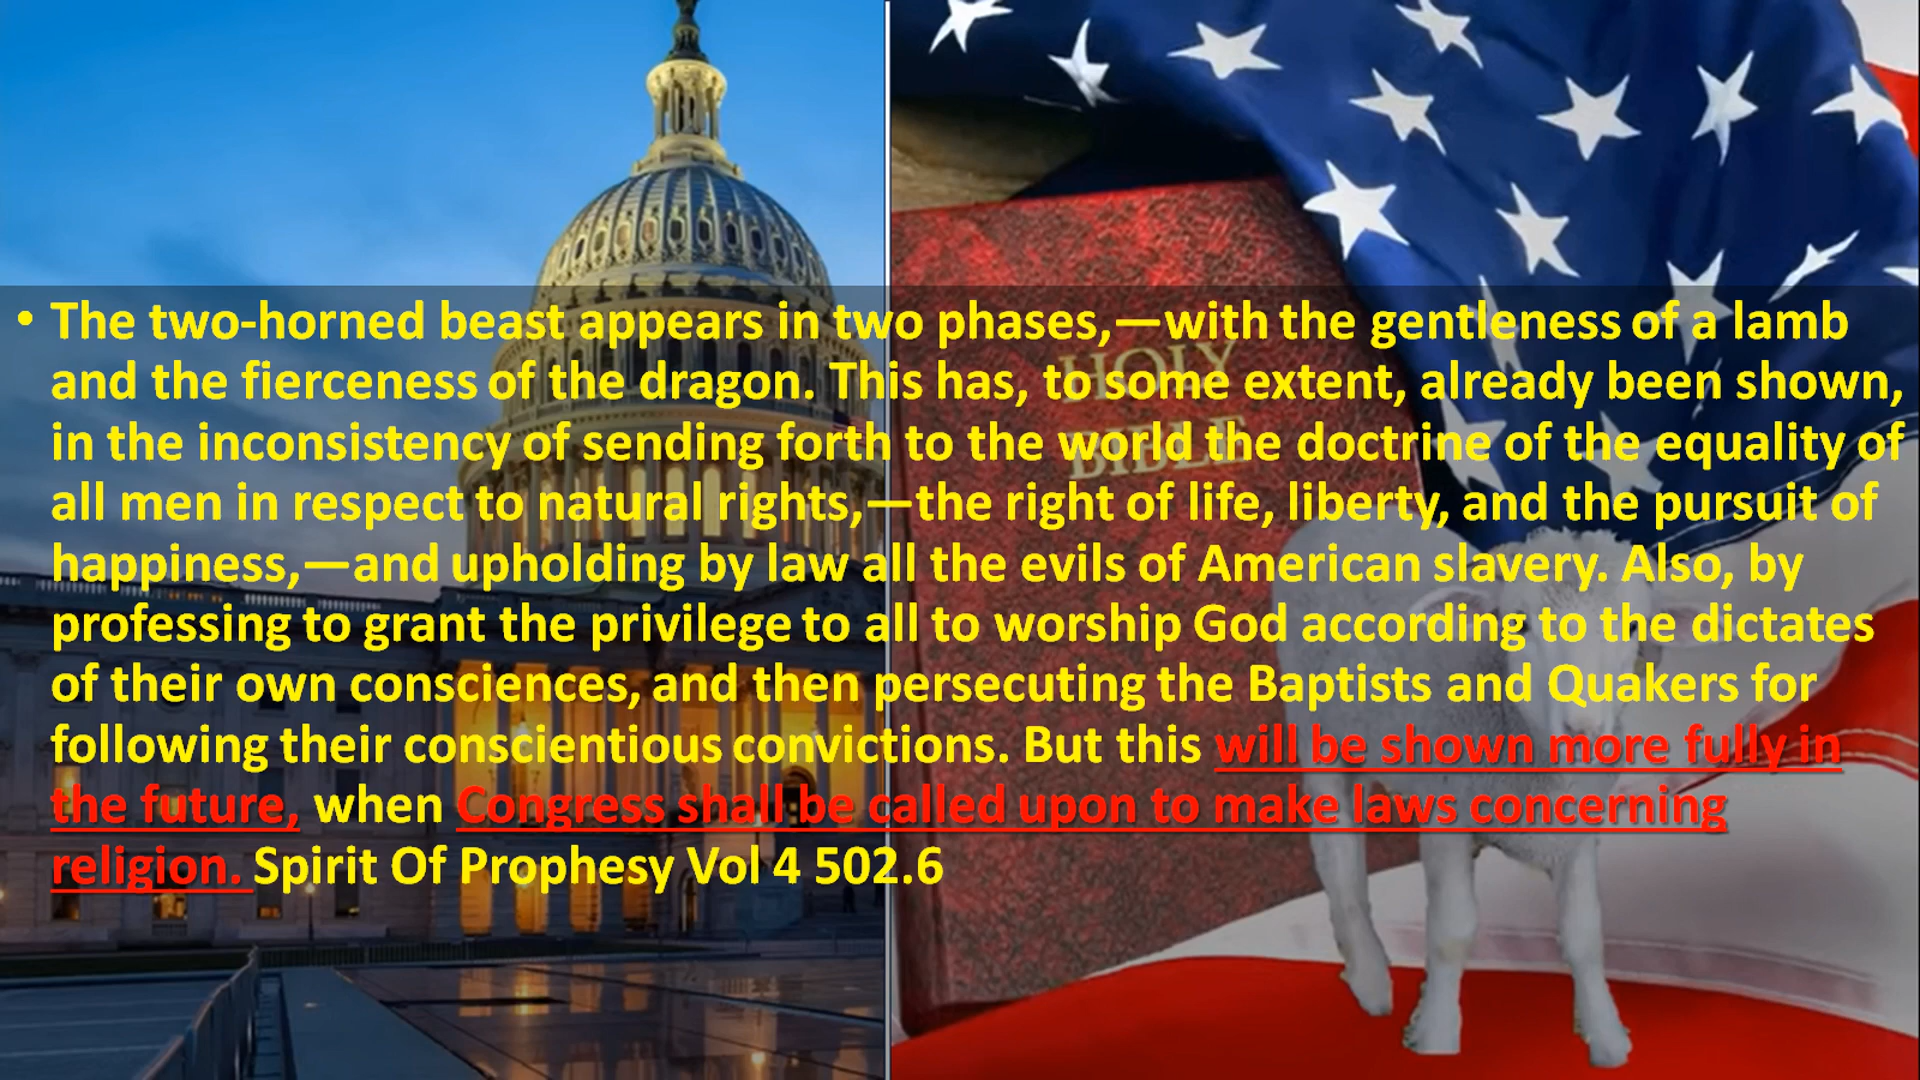 HOLY
BIBLE
• The two-horned beast appears in two phases,—with the gentleness of a lamb
and the fierceness of the dragon. This has, to some extent, already been shown,
in the inconsistency of sending forth to the world the doctrine of the equality of
all men in respect to natural rights,—the right of life, liberty, and the pursuit of
happiness,—and upholding by law all the evils of American slavery. Also, by
professing to grant the privilege to all to worship God according to the dictates
of their own consciences, and then persecuting the Baptists and Quakers for
following their conscientious convictions. But this will be shown more fully in
the future, when Congress shall be called upon to make laws concerning
religion. Spirit Of Prophesy Vol 4 502.6